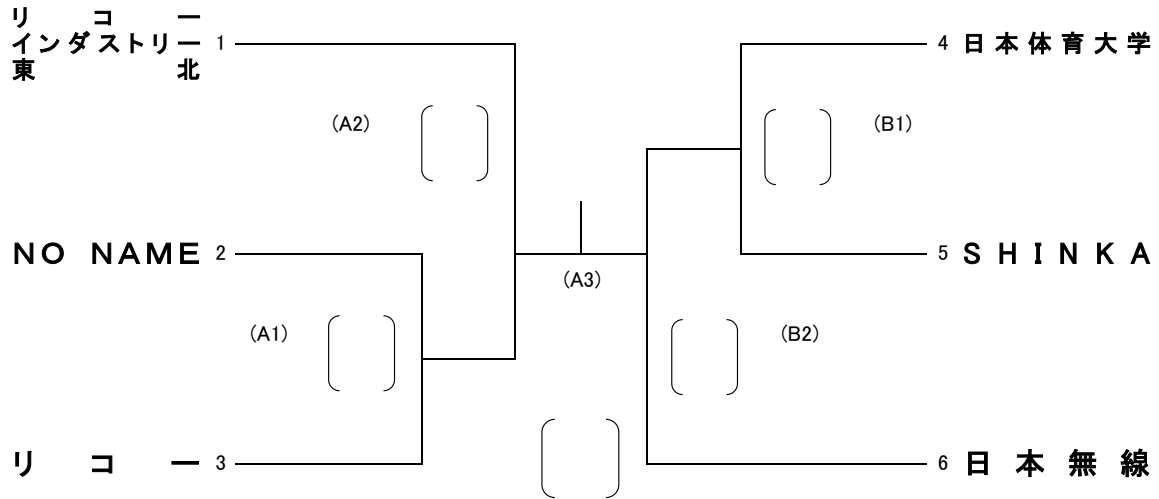 リコー
インダストリー 1
東北
(A2)
NO NAME 2
(A1)
リコー 3
(A3)
4 日本体育大学
(B1)
5 SHINKA
(B2)
6 日本無線